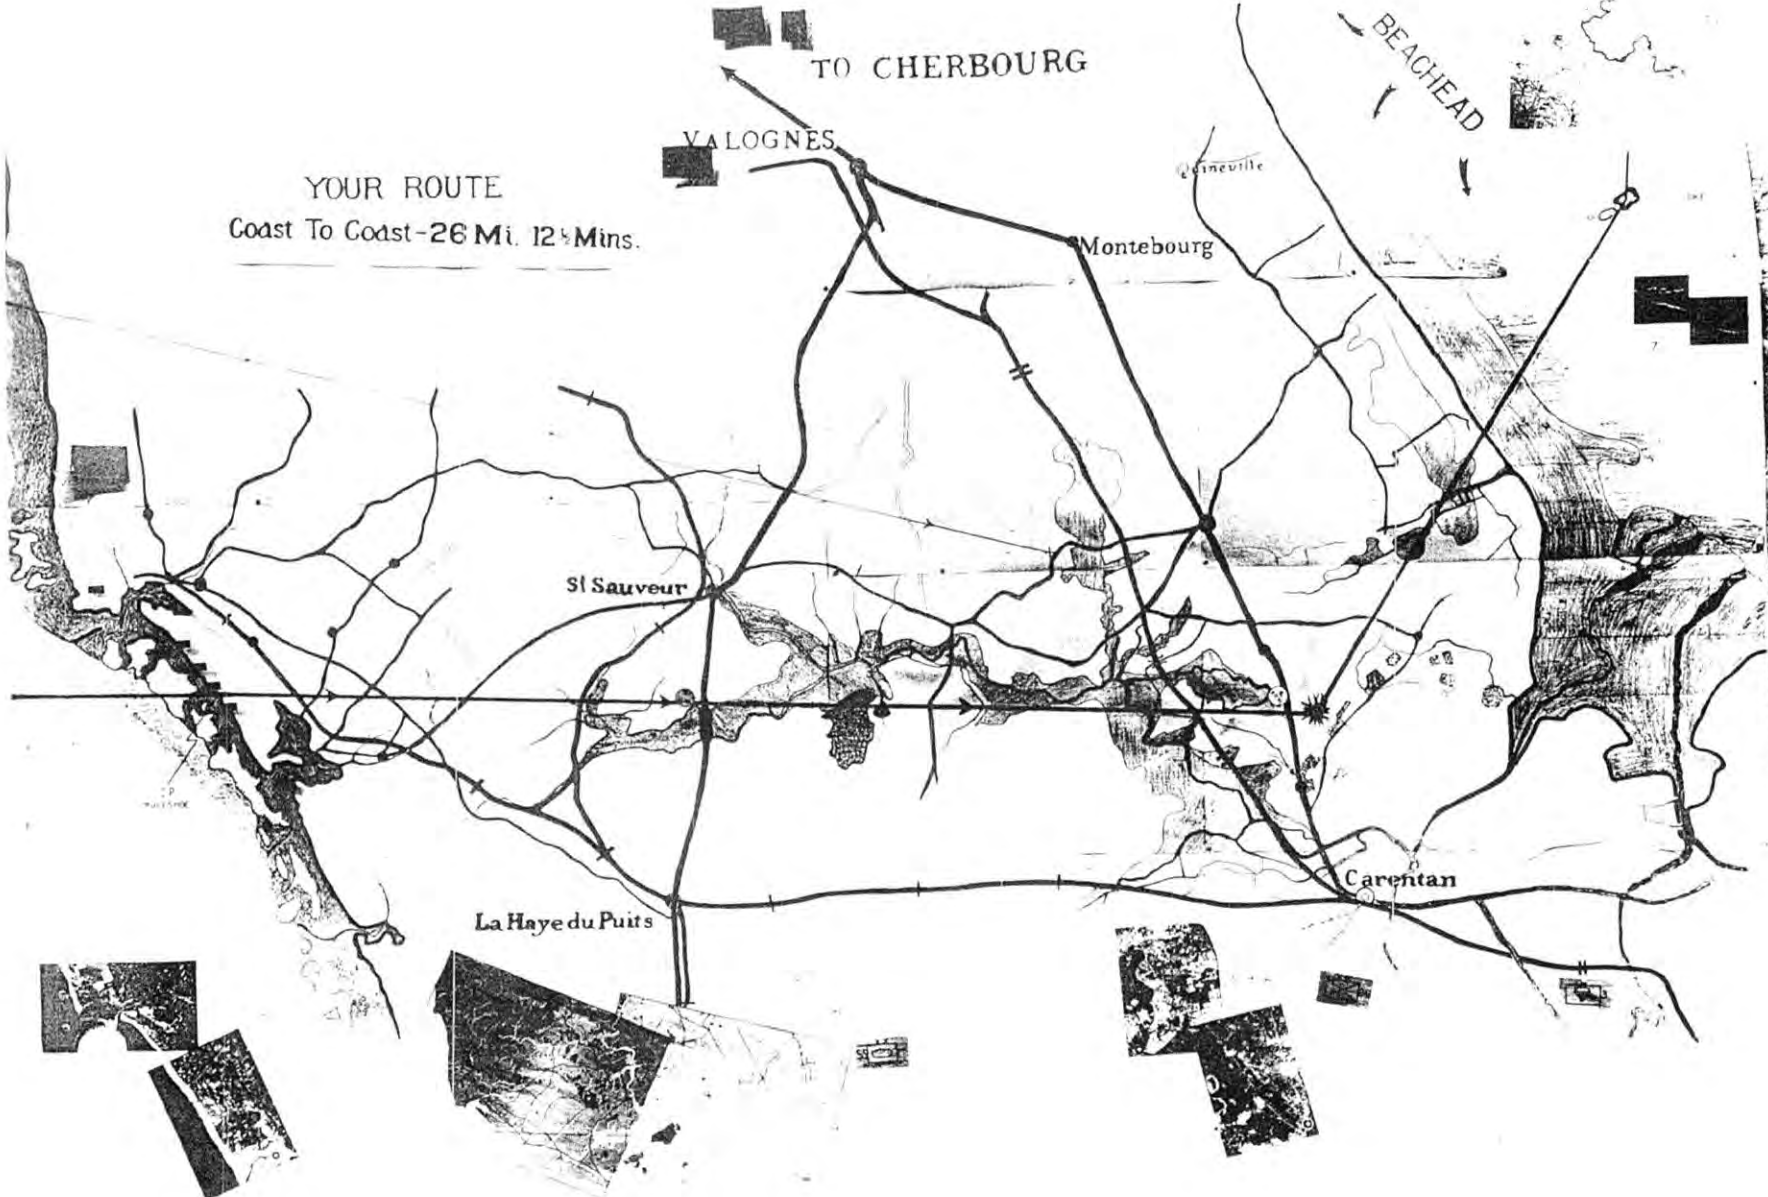 TO CHERBOURG
BEACHEAD
VALOGNES
Quineville
YOUR ROUTE
Coast To Coast-26 Mi. 12½ Mins.
Montebourg
St Sauveur
Carentan
La Haye du Puits